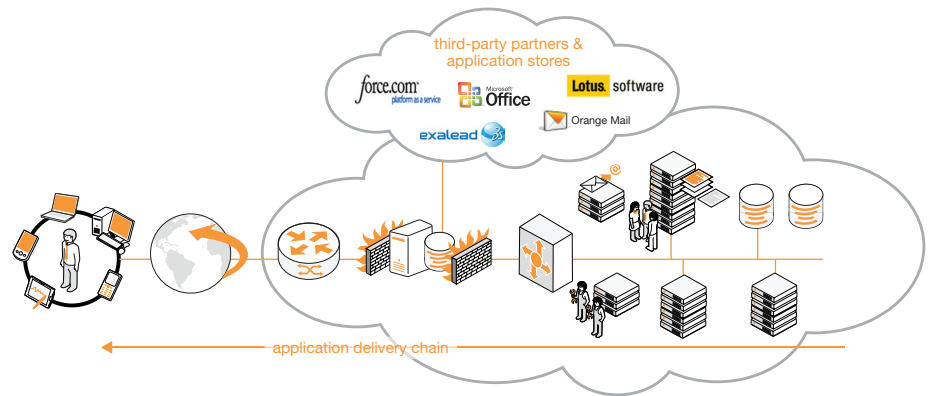 third-party partners &
application stores
force.com™
platform as a service
Microsoft®
Office
Lotus. software
exalead
Orange Mail
@
application delivery chain